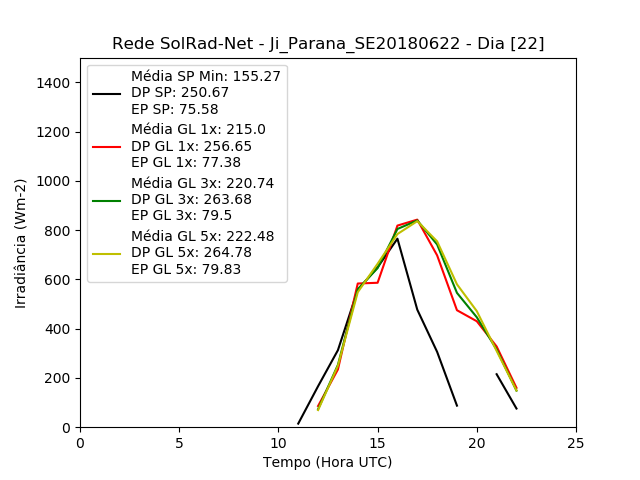 Rede SolRad-Net - Ji_Parana_SE20180622 - Dia [22]
Média SP Min: 155.27
DP SP: 250.67
EP SP: 75.58
Média GL 1x: 215.0
DP GL 1x: 256.65
EP GL 1x: 77.38
Média GL 3x: 220.74
DP GL 3x: 263.68
EP GL 3x: 79.5
Média GL 5x: 222.48
DP GL 5x: 264.78
EP GL 5x: 79.83
Irradiância (Wm-2)
1400
1200
1000
800
600
400
200
0
0 5 10 15 20 25
Tempo (Hora UTC)